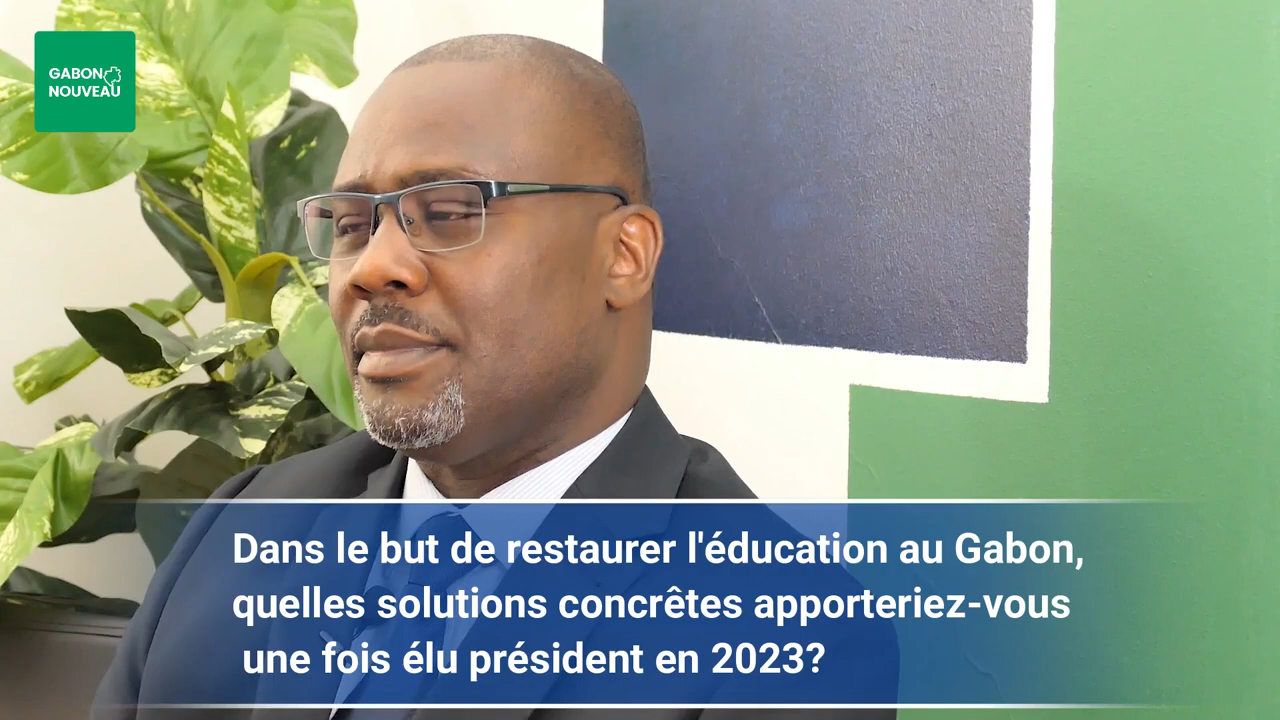 GABON
NOUVEAU
Dans le but de restaurer l'éducation au Gabon,
quelles solutions concrêtes apporteriez-vous
une fois élu président en 2023?